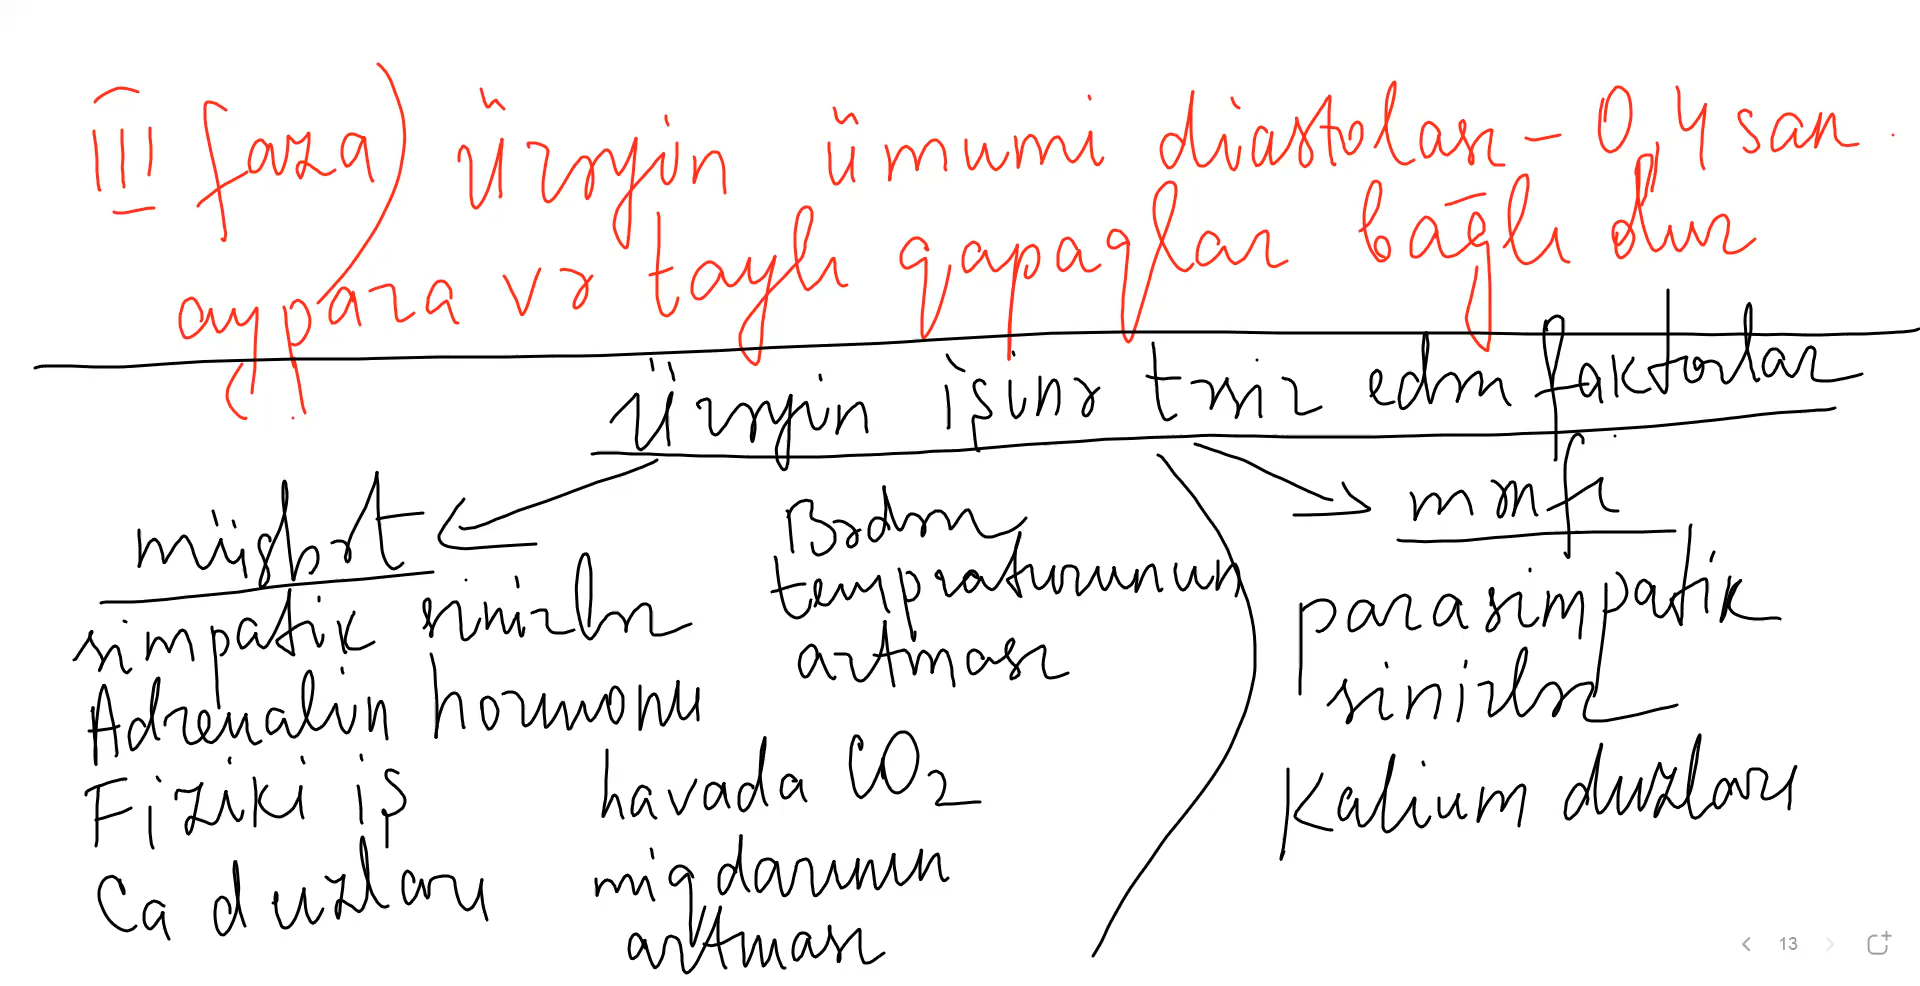 III faza) ürəyin ümumi diastolası - 0,4 san.
aypara və taylı qapaqlar bağlıdır
Ürəyin işinə təsir edən faktorlar
müsbət
simpatik sinirlər
Adrenalin hormonu
Fiziki iş
Ca duzları
Bədən
temperaturunun
artması
havada CO2
miqdarının
artması
mənfi
parasimpatik
sinirlər
Kalium duzları
13